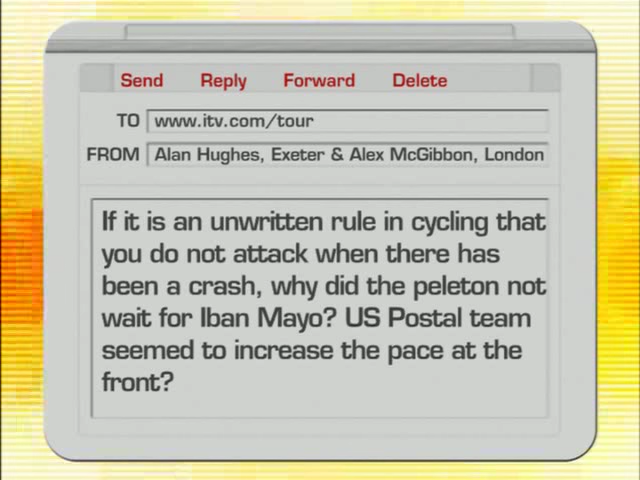 Send Reply Forward Delete
TO www.itv.com/tour
FROM Alan Hughes, Exeter & Alex McGibbon, London
If it is an unwritten rule in cycling that
you do not attack when there has
been a crash, why did the peleton not
wait for Iban Mayo? US Postal team
seemed to increase the pace at the
front?